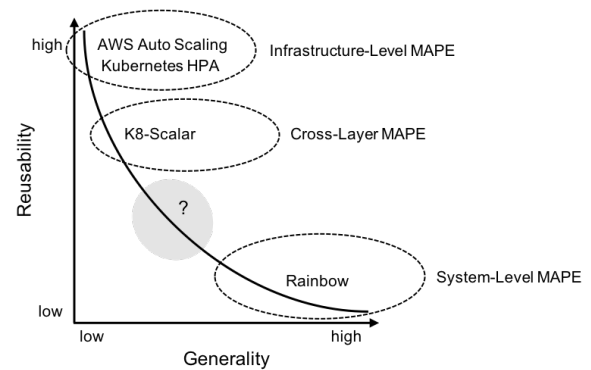 high
AWS Auto Scaling
Kubernetes HPA
Infrastructure-Level MAPE
K8-Scalar
Cross-Layer MAPE
Reusability
?
Rainbow
System-Level MAPE
low
low
high
Generality